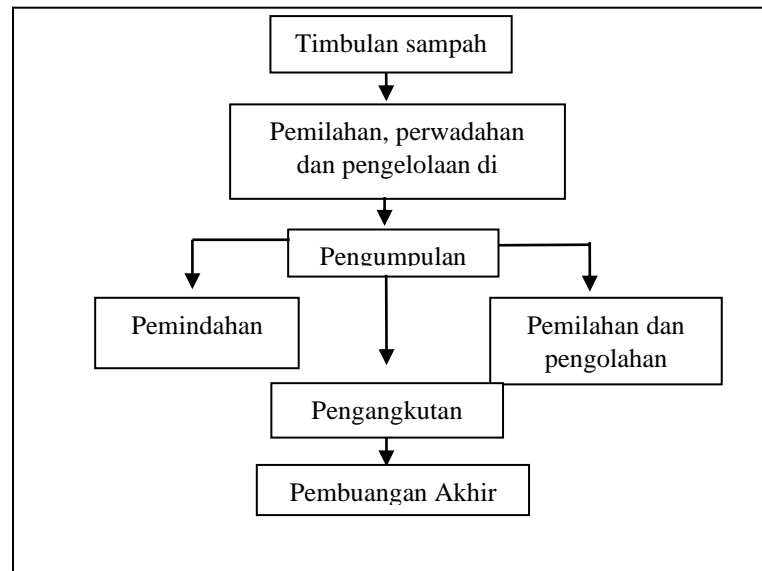 Timbulan sampah
Pemilahan, perwadahan
dan pengelolaan di
Pengumpulan
Pemindahan
Pemilahan dan
pengolahan
Pengangkutan
Pembuangan Akhir